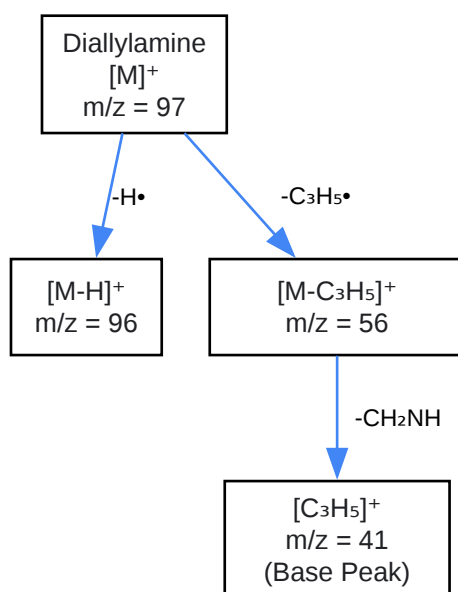 Diallylamine
[M]⁺
m/z = 97
-H•
-C₃H₅•
[M-H]⁺
m/z = 96
[M-C₃H₅]⁺
m/z = 56
-CH₂NH
[C₃H₅]⁺
m/z = 41
(Base Peak)